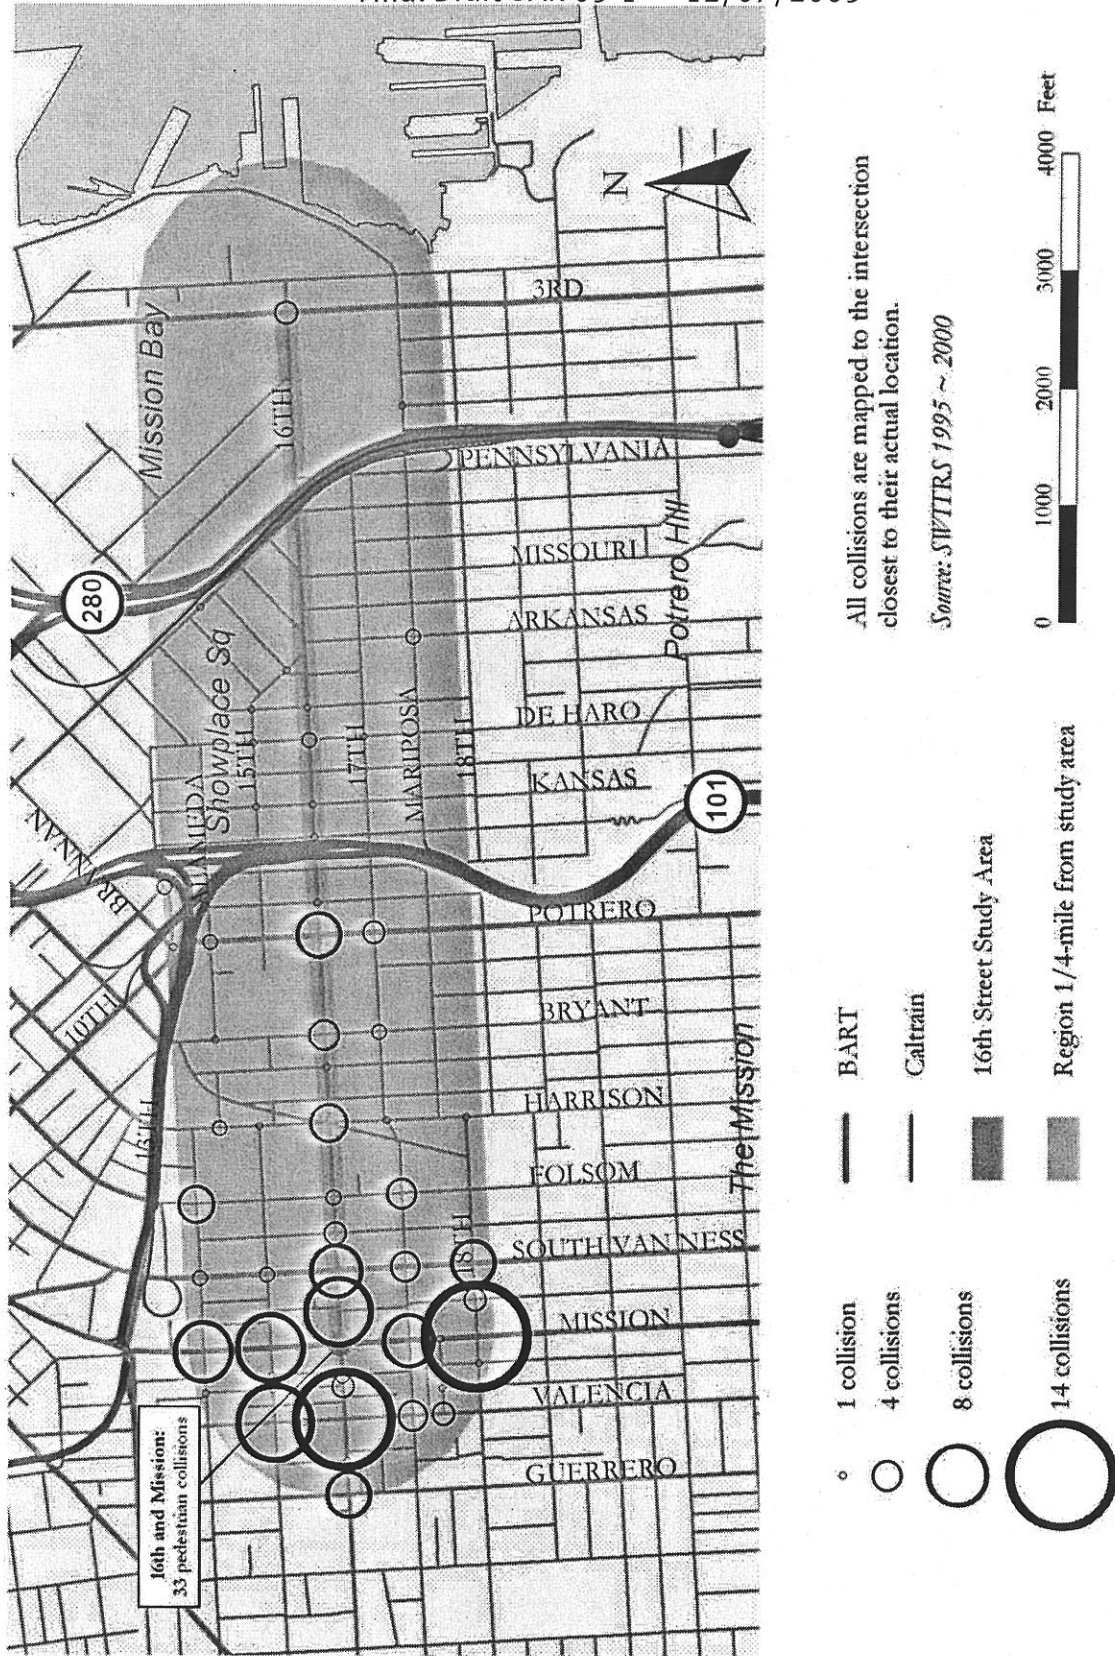 Mission Bay
280
Showplace Sq
BRANNAN
ALAMEDA
10TH
15TH
16TH
17TH
MARIPOSA
18TH
18TH
3RD
PENNSYLVANIA
MISSOURI
ARKANSAS
DE HARO
KANSAS
101
POTRERO
BRYANT
HARRISON
FOLSOM
SOUTH VAN NESS
MISSION
VALENCIA
GUERRERO
Potrero Hill
The Mission
N
16th and Mission:
33 pedestrian collisions
1 collision
4 collisions
8 collisions
14 collisions
BART
Caltrain
16th Street Study Area
Region 1/4-mile from study area
All collisions are mapped to the intersection
closest to their actual location.
Source: SWITRS 1995 ~ 2000
0 1000 2000 3000 4000 Feet